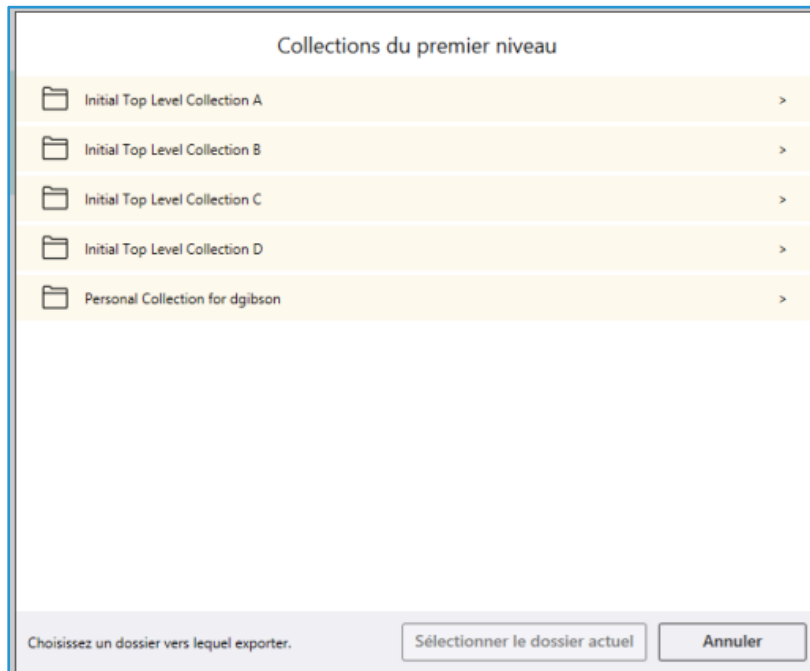 Collections du premier niveau
Initial Top Level Collection A >
Initial Top Level Collection B >
Initial Top Level Collection C >
Initial Top Level Collection D >
Personal Collection for dgibson >
Choisissez un dossier vers lequel exporter. Sélectionner le dossier actuel Annuler